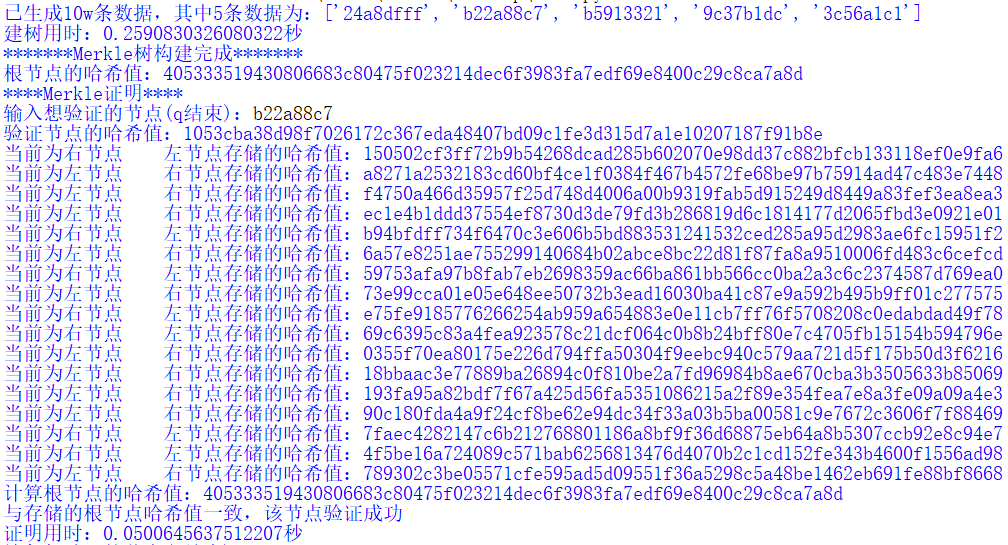 已生成10w条数据，其中5条数据为：['24a8dfff', 'b22a88c7', 'b5913321', '9c37b1dc', '3c56a1c1']
建树用时：0.2590830326080322秒
*******Merkle树构建完成*******
根节点的哈希值：405333519430806683c80475f023214dec6f3983fa7edf69e8400c29c8ca7a8d
****Merkle证明****
输入想验证的节点(q结束)：b22a88c7
验证节点的哈希值：1053cba38d98f7026172c367eda48407bd09c1fe3d315d7a1e10207187f91b8e
当前为右节点    左节点存储的哈希值：150502cf3ff72b9b54268dcad285b602070e98dd37c882bfcb133118ef0e9fa6
当前为左节点    右节点存储的哈希值：a8271a2532183cd60bf4ce1f0384f467b4572fe68be97b75914ad47c483e7448
当前为左节点    右节点存储的哈希值：f4750a466d35957f25d748d4006a00b9319fab5d915249d8449a83fef3ea8ea3
当前为左节点    右节点存储的哈希值：ec1e4b1ddd37554ef8730d3de79fd3b286819d6c1814177d2065fbd3e0921e01
当前为右节点    左节点存储的哈希值：b94bfdff734f6470c3e606b5bd883531241532ced285a95d2983ae6fc15951f2
当前为左节点    右节点存储的哈希值：6a57e8251ae755299140684b02abce8bc22d81f87fa8a9510006fd483c6cefcd
当前为右节点    左节点存储的哈希值：59753afa97b8fab7eb2698359ac66ba861bb566cc0ba2a3c6c2374587d769ea0
当前为左节点    右节点存储的哈希值：73e99cca01e05e648ee50732b3ead16030ba41c87e9a592b495b9ff01c277575
当前为右节点    左节点存储的哈希值：e75fe9185776266254ab959a654883e0e11cb7ff76f5708208c0edabdad49f78
当前为右节点    左节点存储的哈希值：69c6395c83a4fea923578c21dcf064c0b8b24bff80e7c4705fb15154b594796e
当前为左节点    右节点存储的哈希值：0355f70ea80175e226d794ffa50304f9eebc940c579aa721d5f175b50d3f6216
当前为左节点    右节点存储的哈希值：18bbaac3e77889ba26894c0f810be2a7fd96984b8ae670cba3b3505633b85069
当前为左节点    右节点存储的哈希值：193fa95a82bdf7f67a425d56fa5351086215a2f89e354fea7e8a3fe09a09a4e3
当前为左节点    右节点存储的哈希值：90c180fda4a9f24cf8be62e94dc34f33a03b5ba00581c9e7672c3606f7f88469
当前为右节点    左节点存储的哈希值：7faec4282147c6b212768801186a8bf9f36d68875eb64a8b5307ccb92e8c94e7
当前为右节点    左节点存储的哈希值：4f5be16a724089c571bab6256813476d4070b2c1cd152fe343b4600f1556ad98
当前为左节点    右节点存储的哈希值：789302c3be05571cfe595ad5d09551f36a5298c5a48be1462eb691fe88bf8668
计算根节点的哈希值：405333519430806683c80475f023214dec6f3983fa7edf69e8400c29c8ca7a8d
与存储的根节点哈希值一致，该节点验证成功
证明用时：0.0500645637512207秒